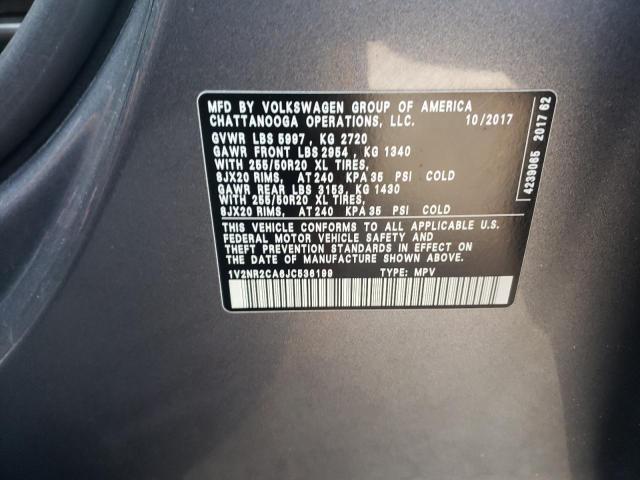 MFD BY VOLKSWAGEN GROUP OF AMERICA
CHATTANOOGA OPERATIONS, LLC. 10/2017
GVWR LBS 5997 , KG 2720
GAWR FRONT LBS 2954 , KG 1340
WITH 255/50R20 XL TIRES,
8JX20 RIMS, AT 240 KPA 35 PSI COLD
GAWR REAR LBS 3153, KG 1430
WITH 255/50R20 XL TIRES,
8JX20 RIMS, AT 240 KPA 35 PSI COLD
THIS VEHICLE CONFORMS TO ALL APPLICABLE U.S.
FEDERAL MOTOR VEHICLE SAFETY AND
THEFT PREVENTION STANDARDS IN EFFECT ON
THE DATE OF MANUFACTURE SHOWN ABOVE.
1V2NR2CA8JC536199 TYPE: MPV
4239065 2017 62